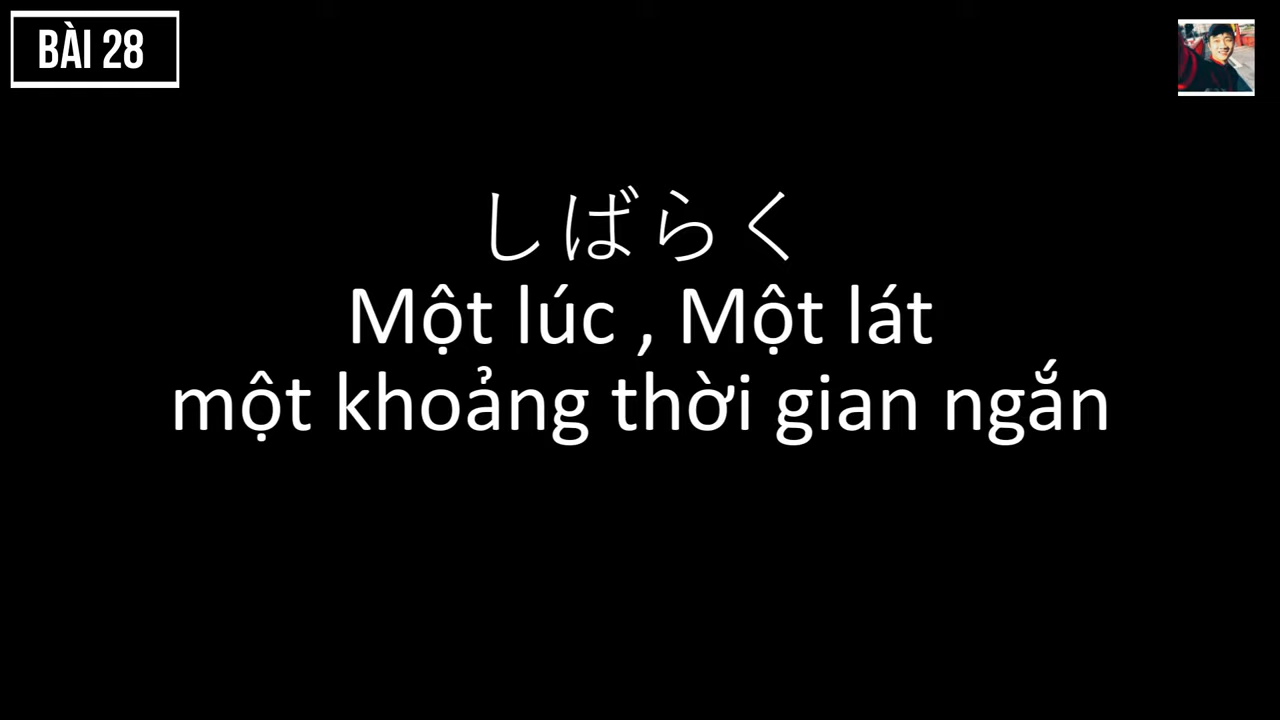 BÀI 28
しばらく
Một lúc , Một lát
một khoảng thời gian ngắn